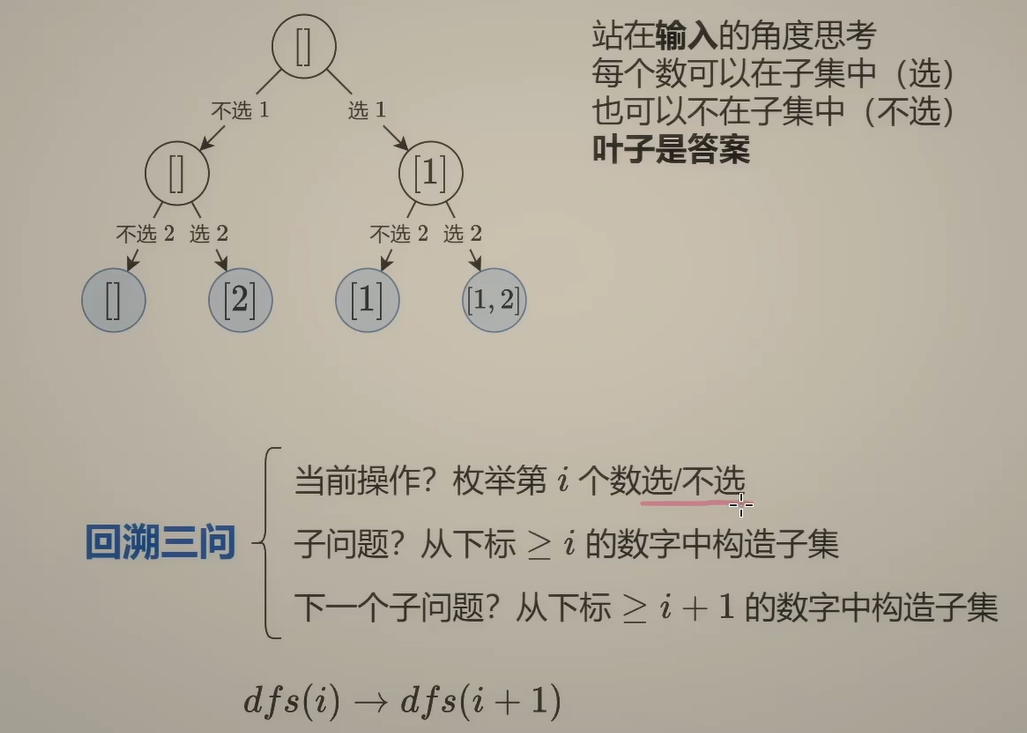 []
不选 1 选 1
[] [1]
不选 2 选 2 不选 2 选 2
[] [2] [1] [1, 2]
站在输入的角度思考
每个数可以在子集中（选）
也可以不在子集中（不选）
叶子是答案
回溯三问
当前操作？枚举第 i 个数选/不选
子问题？从下标 ≥ i 的数字中构造子集
下一个子问题？从下标 ≥ i + 1 的数字中构造子集
dfs(i) → dfs(i + 1)